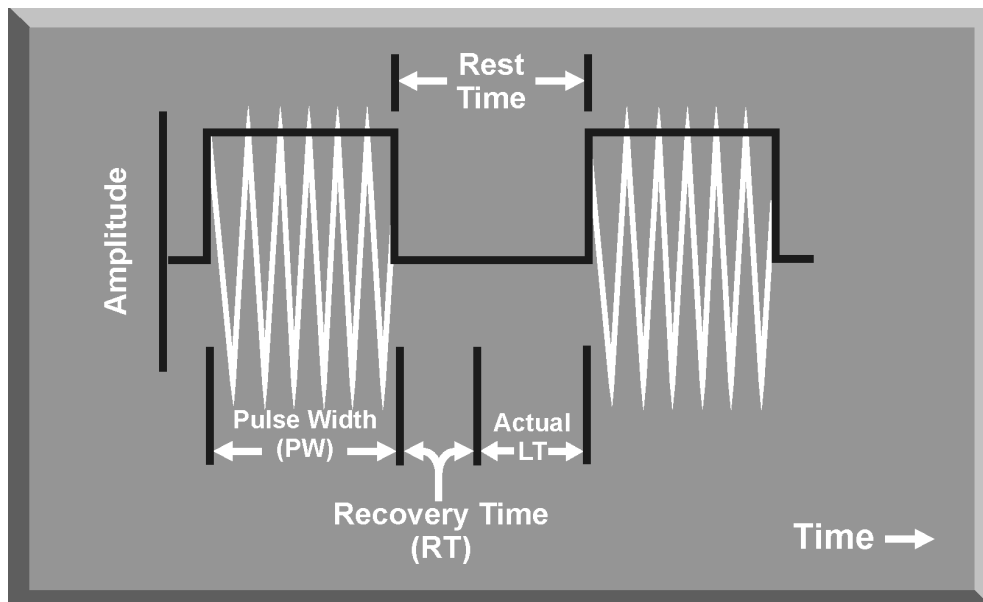 Rest
Time
Amplitude
Pulse Width
(PW)
Actual
LT
Recovery Time
(RT)
Time